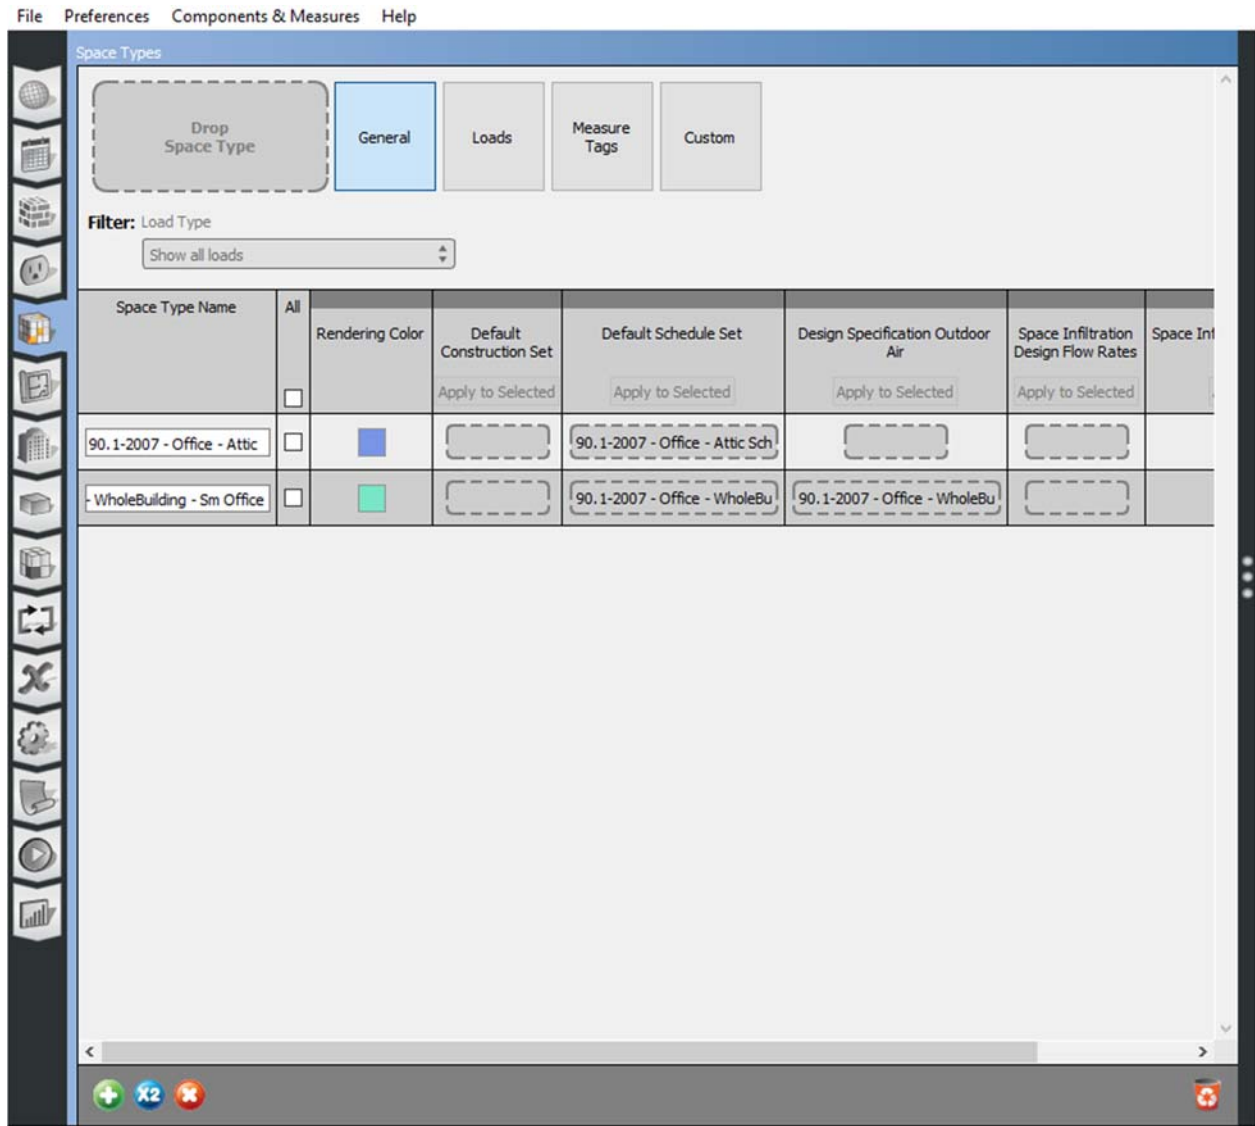 File Preferences Components & Measures Help
Space Types
Drop
Space Type
General
Loads
Measure
Tags
Custom
Filter: Load Type
Show all loads
Space Type Name
All
Rendering Color
Default
Construction Set
Default Schedule Set
Design Specification Outdoor
Air
Space Infiltration
Design Flow Rates
Space Inf
Apply to Selected
Apply to Selected
Apply to Selected
Apply to Selected
90.1-2007 - Office - Attic
90.1-2007 - Office - Attic Sch
- WholeBuilding - Sm Office
90.1-2007 - Office - WholeBu
90.1-2007 - Office - WholeBu
X2